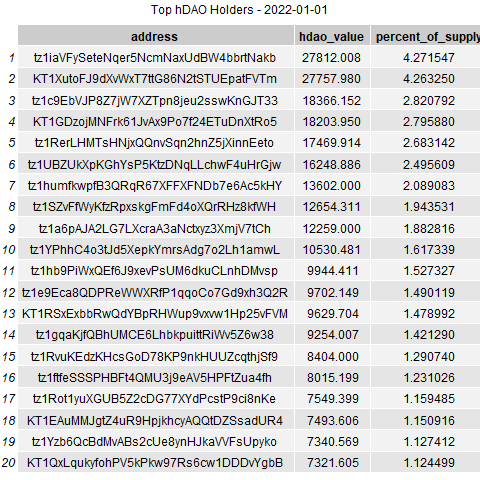 Top hDAO Holders - 2022-01-01
address hdao_value percent_of_supply
1 tz1iaVFySeteNqer5NcmNaxUdBW4bbrtNakb 27812.008 4.271547
2 KT1XutoFJ9dXvWxT7ttG86N2tSTUEpatFVTm 27757.980 4.263250
3 tz1c9EbVJP8Z7jW7XZTpn8jeu2sswKnGJT33 18366.152 2.820792
4 KT1GDzojMNFrk61JvAx9Po7f24ETuDnXtRo5 18203.950 2.795880
5 tz1RerLHMTsHNjxQQnvSqn2hnZ5jXinnEeto 17469.914 2.683142
6 tz1UBZUkXpKGhYsP5KtzDNqLLchwF4uHrGjw 16248.886 2.495609
7 tz1humfkwpfB3QRqR67XFFXFNDb7e6Ac5kHY 13602.000 2.089083
8 tz1SZvFfWyKfzRpxskgFmFd4oXQrRHz8kfWH 12654.311 1.943531
9 tz1a6pAJA2LG7LXcraA3aNctxyz3XmjV7tCh 12259.000 1.882816
10 tz1YPhhC4o3tJd5XepkYmrsAdg7o2Lh1amwL 10530.481 1.617339
11 tz1hb9PiWxQEf6J9xevPsUM6dkuCLnhDMvsp 9944.411 1.527327
12 tz1e9Eca8QDPReWWXRfP1qqoCo7Gd9xh3Q2R 9702.149 1.490119
13 KT1RSxExbbRwQdYBpRHWup9vxvw1Hp25vFVM 9629.704 1.478992
14 tz1gqaKjfQBhUMCE6LhbkpuittRiWv5Z6w38 9254.007 1.421290
15 tz1RvuKEdzKHcsGoD78KP9nkHUUZcqthjSf9 8404.000 1.290740
16 tz1ftfeSSSPHBFt4QMU3j9eAV5HPFtZua4fh 8015.199 1.231026
17 tz1Rot1yuXGUB5Z2cDG77XYdPcstP9ci8nKe 7549.399 1.159485
18 KT1EAuMMJgtZ4uR9HpjkhcyAQQtDZSsadUR4 7493.606 1.150916
19 tz1Yzb6QcBdMvABs2cUe8ynHJkaVVFsUpyko 7340.569 1.127412
20 KT1QxLqukyfohPV5kPkw97Rs6cw1DDDvYgbB 7321.605 1.124499